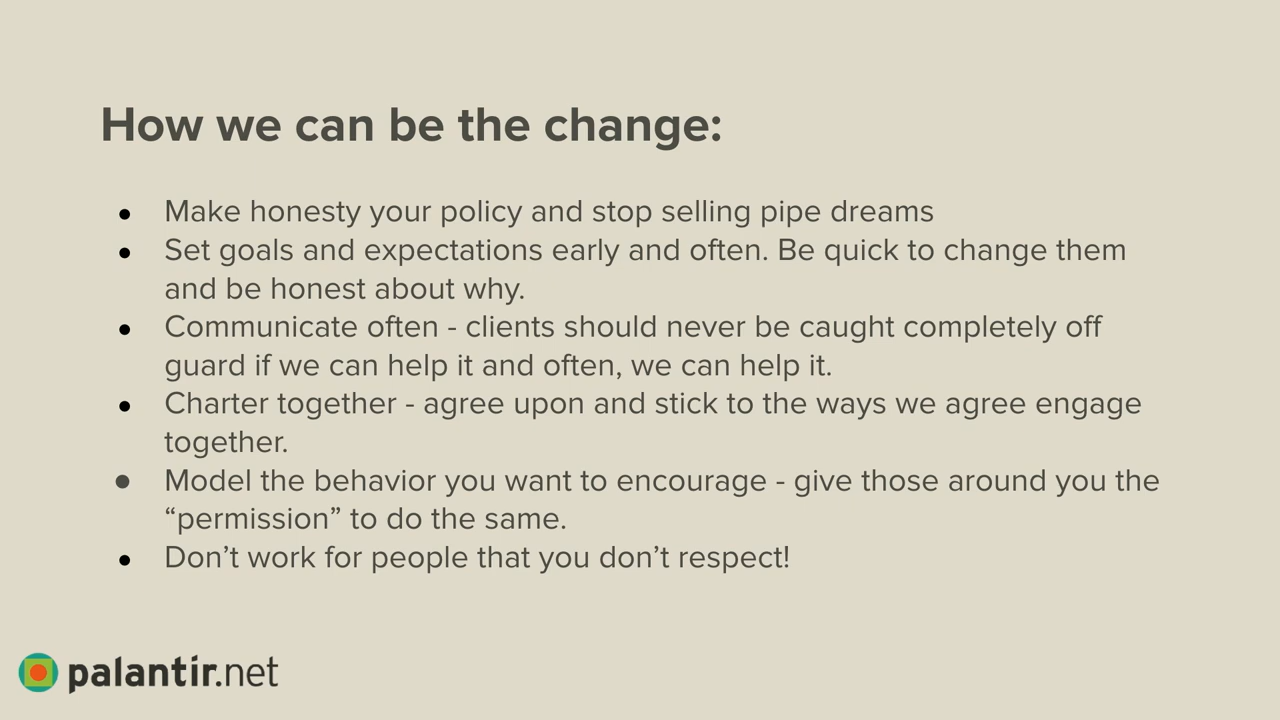 How we can be the change:
● Make honesty your policy and stop selling pipe dreams
● Set goals and expectations early and often. Be quick to change them
and be honest about why.
● Communicate often - clients should never be caught completely off
guard if we can help it and often, we can help it.
● Charter together - agree upon and stick to the ways we agree engage
together.
● Model the behavior you want to encourage - give those around you the
“permission” to do the same.
● Don’t work for people that you don’t respect!
palantir.net